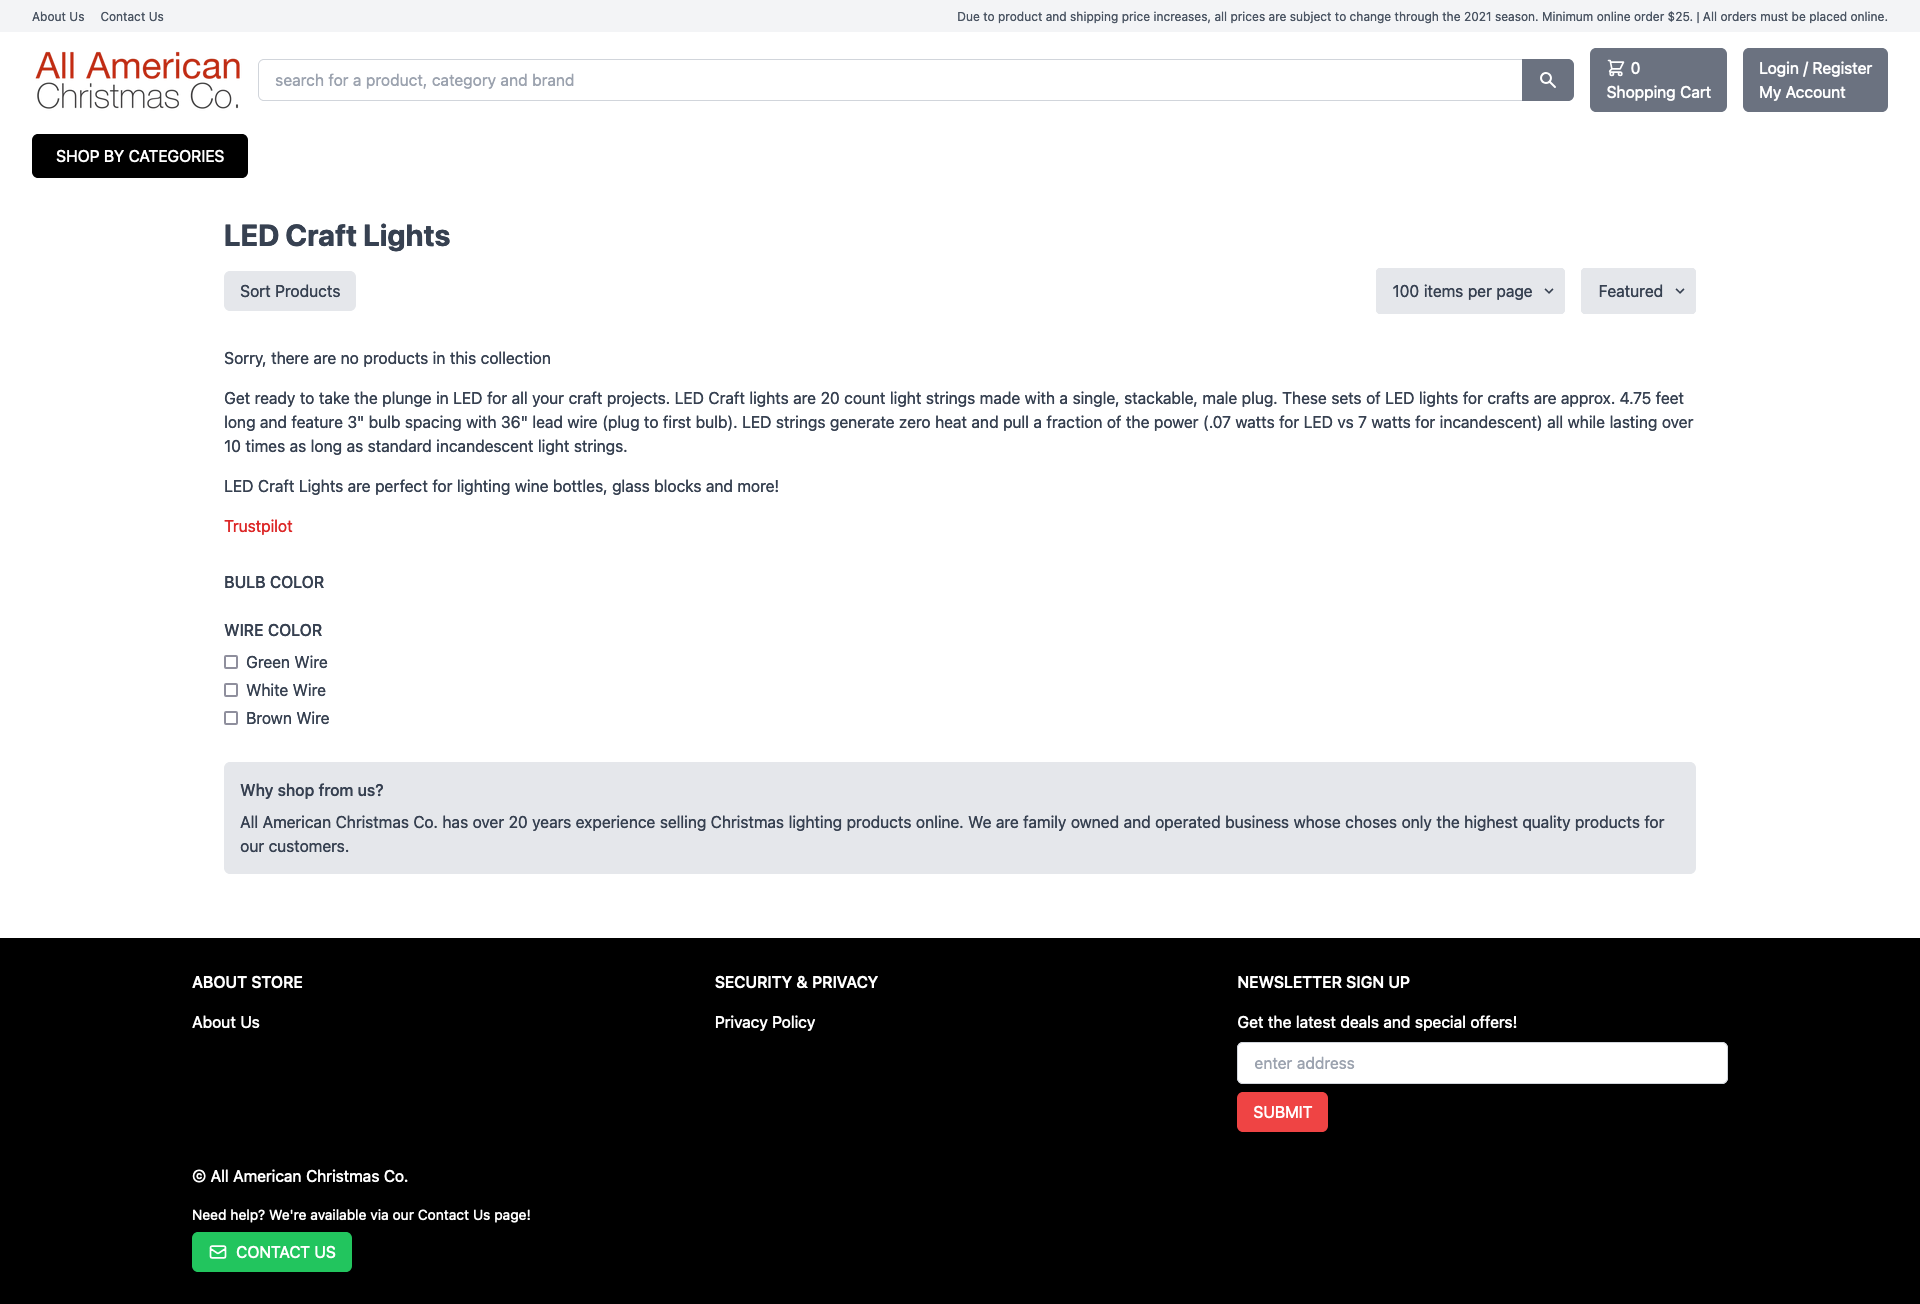 About Us Contact Us
Due to product and shipping price increases, all prices are subject to change through the 2021 season. Minimum online order $25. | All orders must be placed online.
All American
Christmas Co.
search for a product, category and brand
0
Shopping Cart
Login / Register
My Account
SHOP BY CATEGORIES
LED Craft Lights
Sort Products
100 items per page
Featured
Sorry, there are no products in this collection
Get ready to take the plunge in LED for all your craft projects. LED Craft lights are 20 count light strings made with a single, stackable, male plug. These sets of LED lights for crafts are approx. 4.75 feet
long and feature 3" bulb spacing with 36" lead wire (plug to first bulb). LED strings generate zero heat and pull a fraction of the power (.07 watts for LED vs 7 watts for incandescent) all while lasting over
10 times as long as standard incandescent light strings.
LED Craft Lights are perfect for lighting wine bottles, glass blocks and more!
Trustpilot
BULB COLOR
WIRE COLOR
Green Wire
White Wire
Brown Wire
Why shop from us?
All American Christmas Co. has over 20 years experience selling Christmas lighting products online. We are family owned and operated business whose choses only the highest quality products for
our customers.
ABOUT STORE
About Us
SECURITY & PRIVACY
Privacy Policy
NEWSLETTER SIGN UP
Get the latest deals and special offers!
enter address
SUBMIT
© All American Christmas Co.
Need help? We're available via our Contact Us page!
CONTACT US